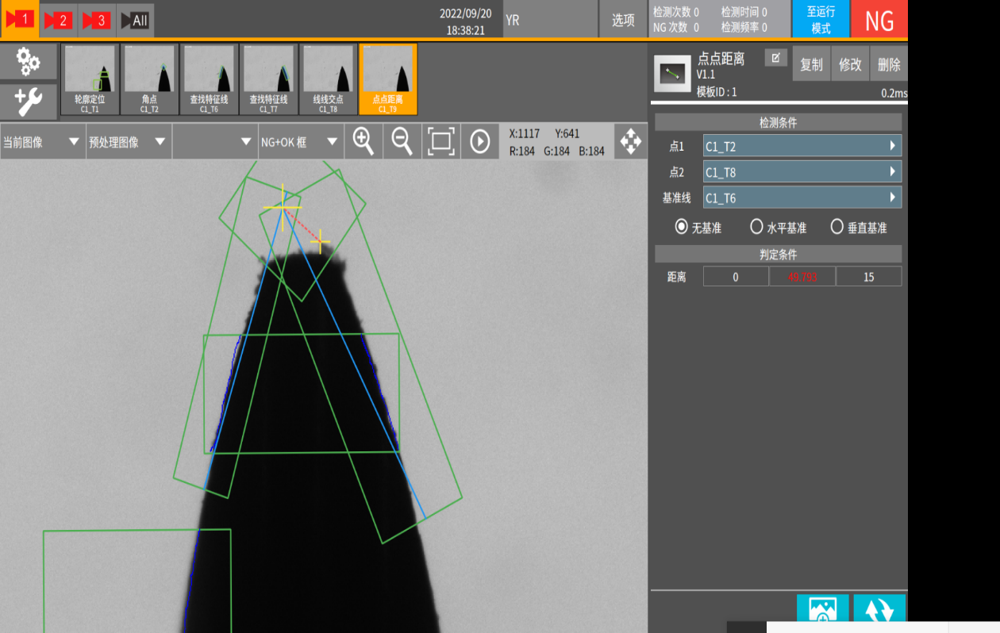 1
2
3
All
2022/09/20
18:38:21
YR
选项
检测次数 0 检测时间 0
NG 次数 0 检测频率 0
至运行
模式
NG
轮廓定位
C1_T1
角点
C1_T2
查找特征线
C1_T6
查找特征线
C1_T7
线线交点
C1_T8
点点距离
C1_T9
点点距离
V1.1
模板ID : 1
复制
修改
删除
0.2ms
当前图像
预处理图像
NG+OK 框
X:1117 Y:641
R:184 G:184 B:184
检测条件
点1 C1_T2
点2 C1_T8
基准线 C1_T6
无基准 水平基准 垂直基准
判定条件
距离 0 49.793 15